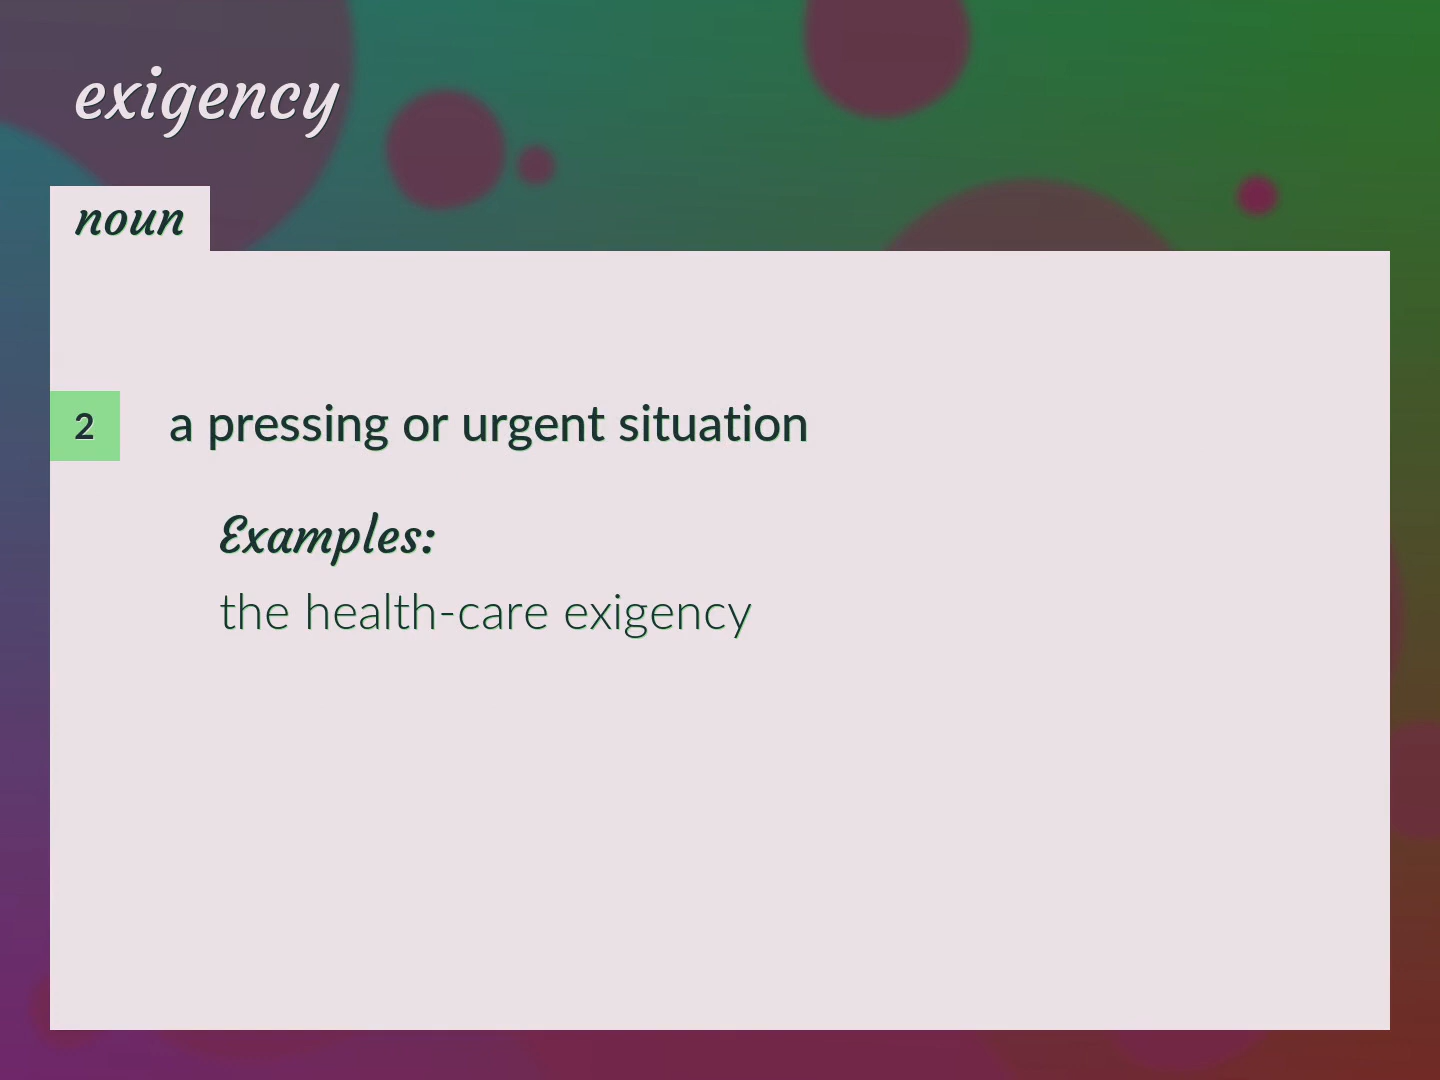 exigency
noun
2 a pressing or urgent situation
Examples:
the health-care exigency